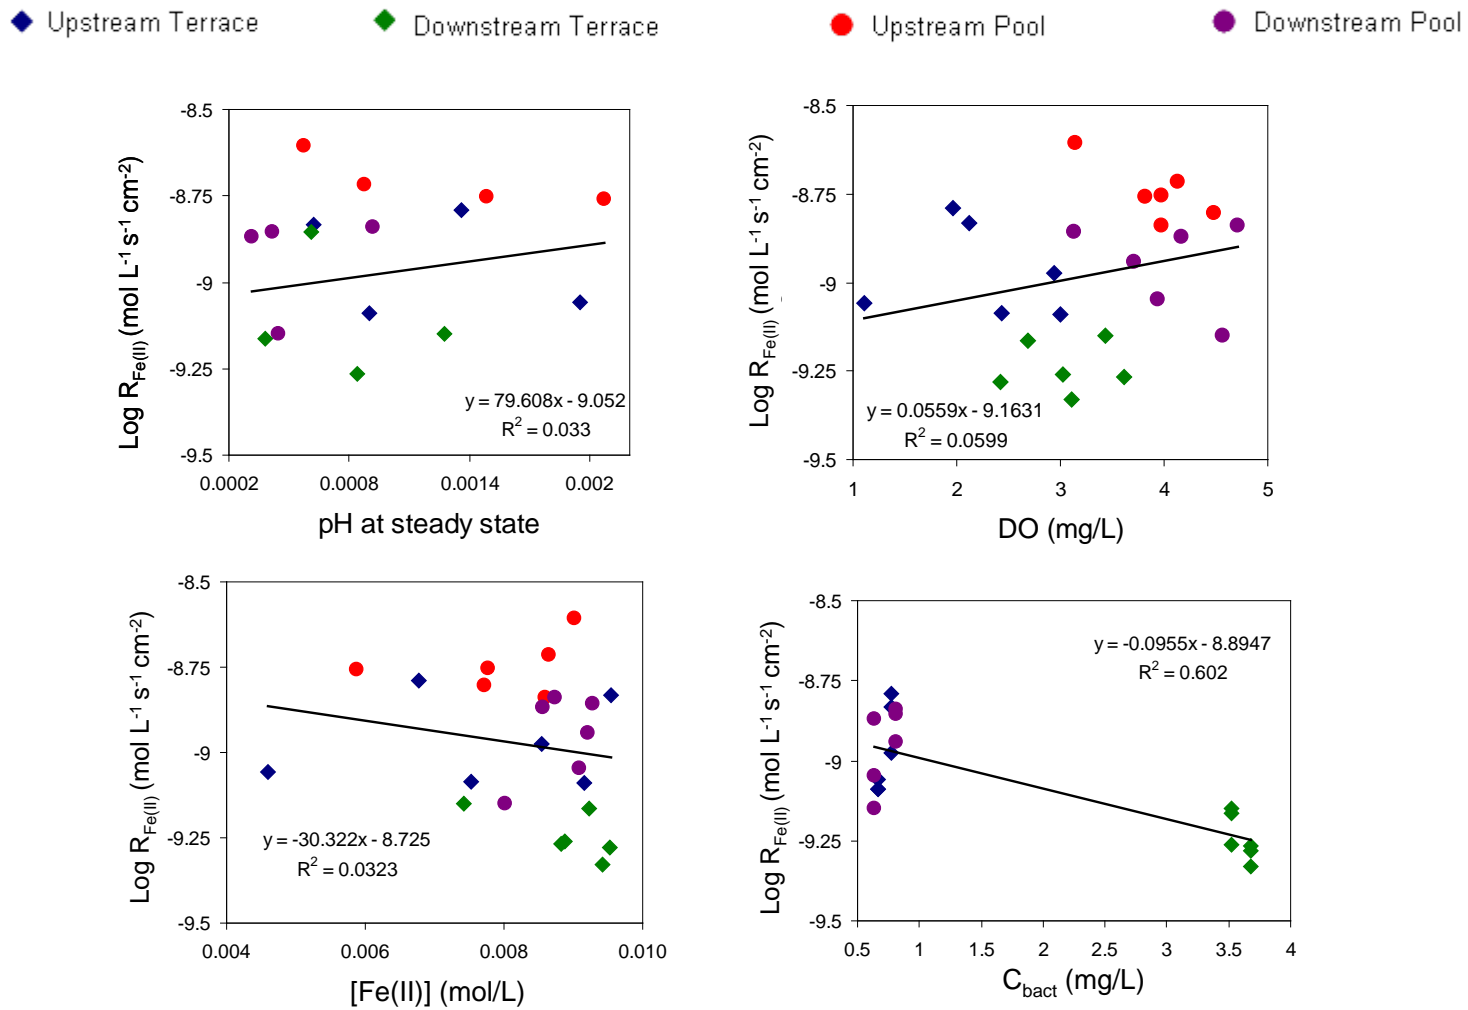 Upstream Terrace Downstream Terrace Upstream Pool Downstream Pool
-8.5
-8.75
-9
-9.25
-9.5
Log R Fe(II) (mol L-1 s-1 cm-2)
y = 79.608x - 9.052
R2 = 0.033
0.0002 0.0008 0.0014 0.002
pH at steady state
-8.5
-8.75
-9
-9.25
-9.5
Log R Fe(II) (mol L-1 s-1 cm-2)
y = 0.0559x - 9.1631
R2 = 0.0599
1 2 3 4 5
DO (mg/L)
-8.5
-8.75
-9
-9.25
-9.5
Log R Fe(II) (mol L-1 s-1 cm-2)
y = -30.322x - 8.725
R2 = 0.0323
0.004 0.006 0.008 0.010
[Fe(II)] (mol/L)
-8.5
-8.75
-9
-9.25
-9.5
Log R Fe(II) (mol L-1 s-1 cm-2)
y = -0.0955x - 8.8947
R2 = 0.602
0.5 1 1.5 2 2.5 3 3.5 4
Cbact (mg/L)